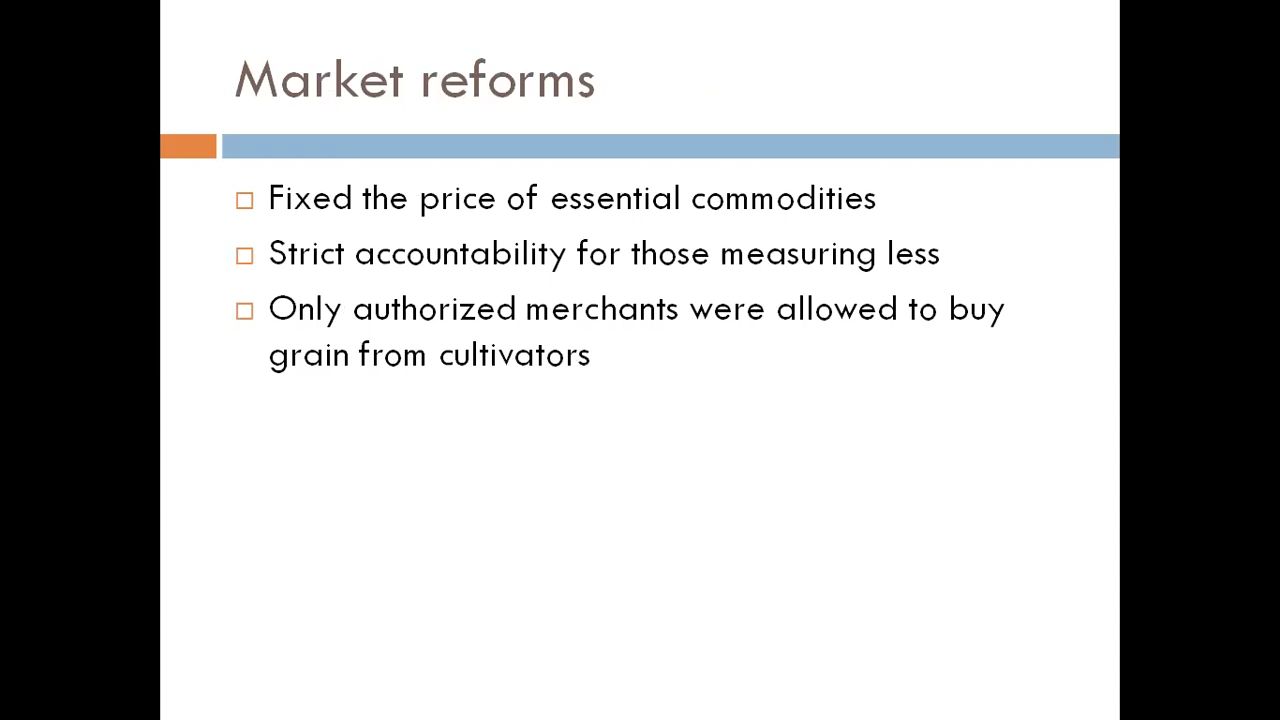 Market reforms
Fixed the price of essential commodities
Strict accountability for those measuring less
Only authorized merchants were allowed to buy
grain from cultivators